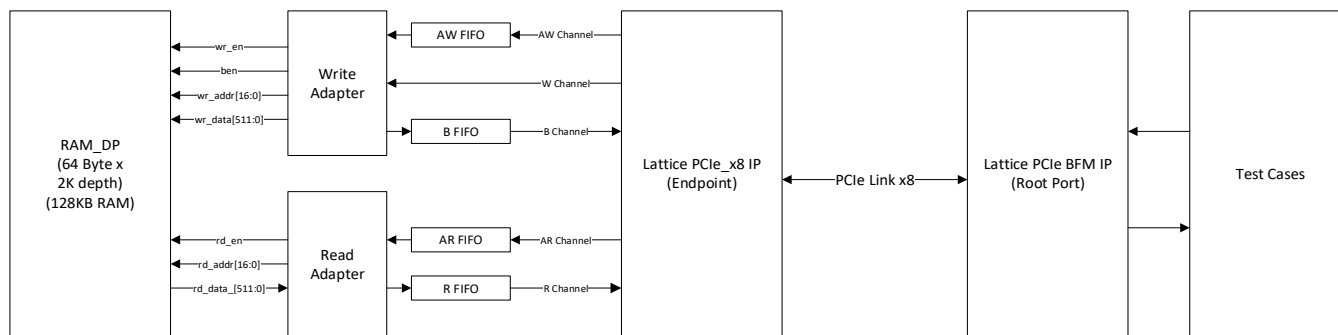 RAM_DP
(64 Byte x
2K depth)
(128KB RAM)
wr_en
ben
wr_addr[16:0]
wr_data[511:0]
rd_en
rd_addr[16:0]
rd_data_[511:0]
Write
Adapter
Read
Adapter
AW FIFO
B FIFO
AR FIFO
R FIFO
AW Channel
W Channel
B Channel
AR Channel
R Channel
Lattice PCIe_x8 IP
(Endpoint)
PCIe Link x8
Lattice PCIe BFM IP
(Root Port)
Test Cases